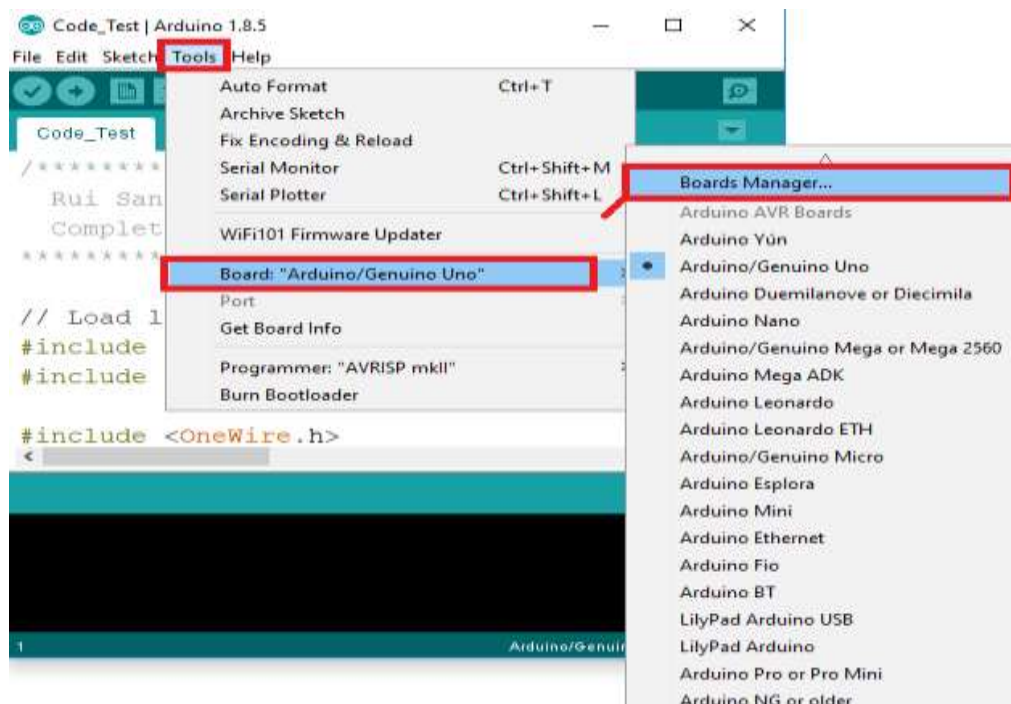 Code_Test | Arduino 1.8.5
File Edit Sketch Tools Help
Auto Format Ctrl+T
Archive Sketch
Fix Encoding & Reload
Serial Monitor Ctrl+Shift+M
Serial Plotter Ctrl+Shift+L
WiFi101 Firmware Updater
Board: "Arduino/Genuino Uno"
Port
Get Board Info
Programmer: "AVRISP mkII"
Burn Bootloader
Code_Test
/********
Rui San
Complet
*********
// Load l
#include
#include
#include <OneWire.h>
1 Arduino/Genuin
Boards Manager...
Arduino AVR Boards
Arduino Yún
Arduino/Genuino Uno
Arduino Duemilanove or Diecimila
Arduino Nano
Arduino/Genuino Mega or Mega 2560
Arduino Mega ADK
Arduino Leonardo
Arduino Leonardo ETH
Arduino/Genuino Micro
Arduino Esplora
Arduino Mini
Arduino Ethernet
Arduino Fio
Arduino BT
LilyPad Arduino USB
LilyPad Arduino
Arduino Pro or Pro Mini
Arduino NG or older